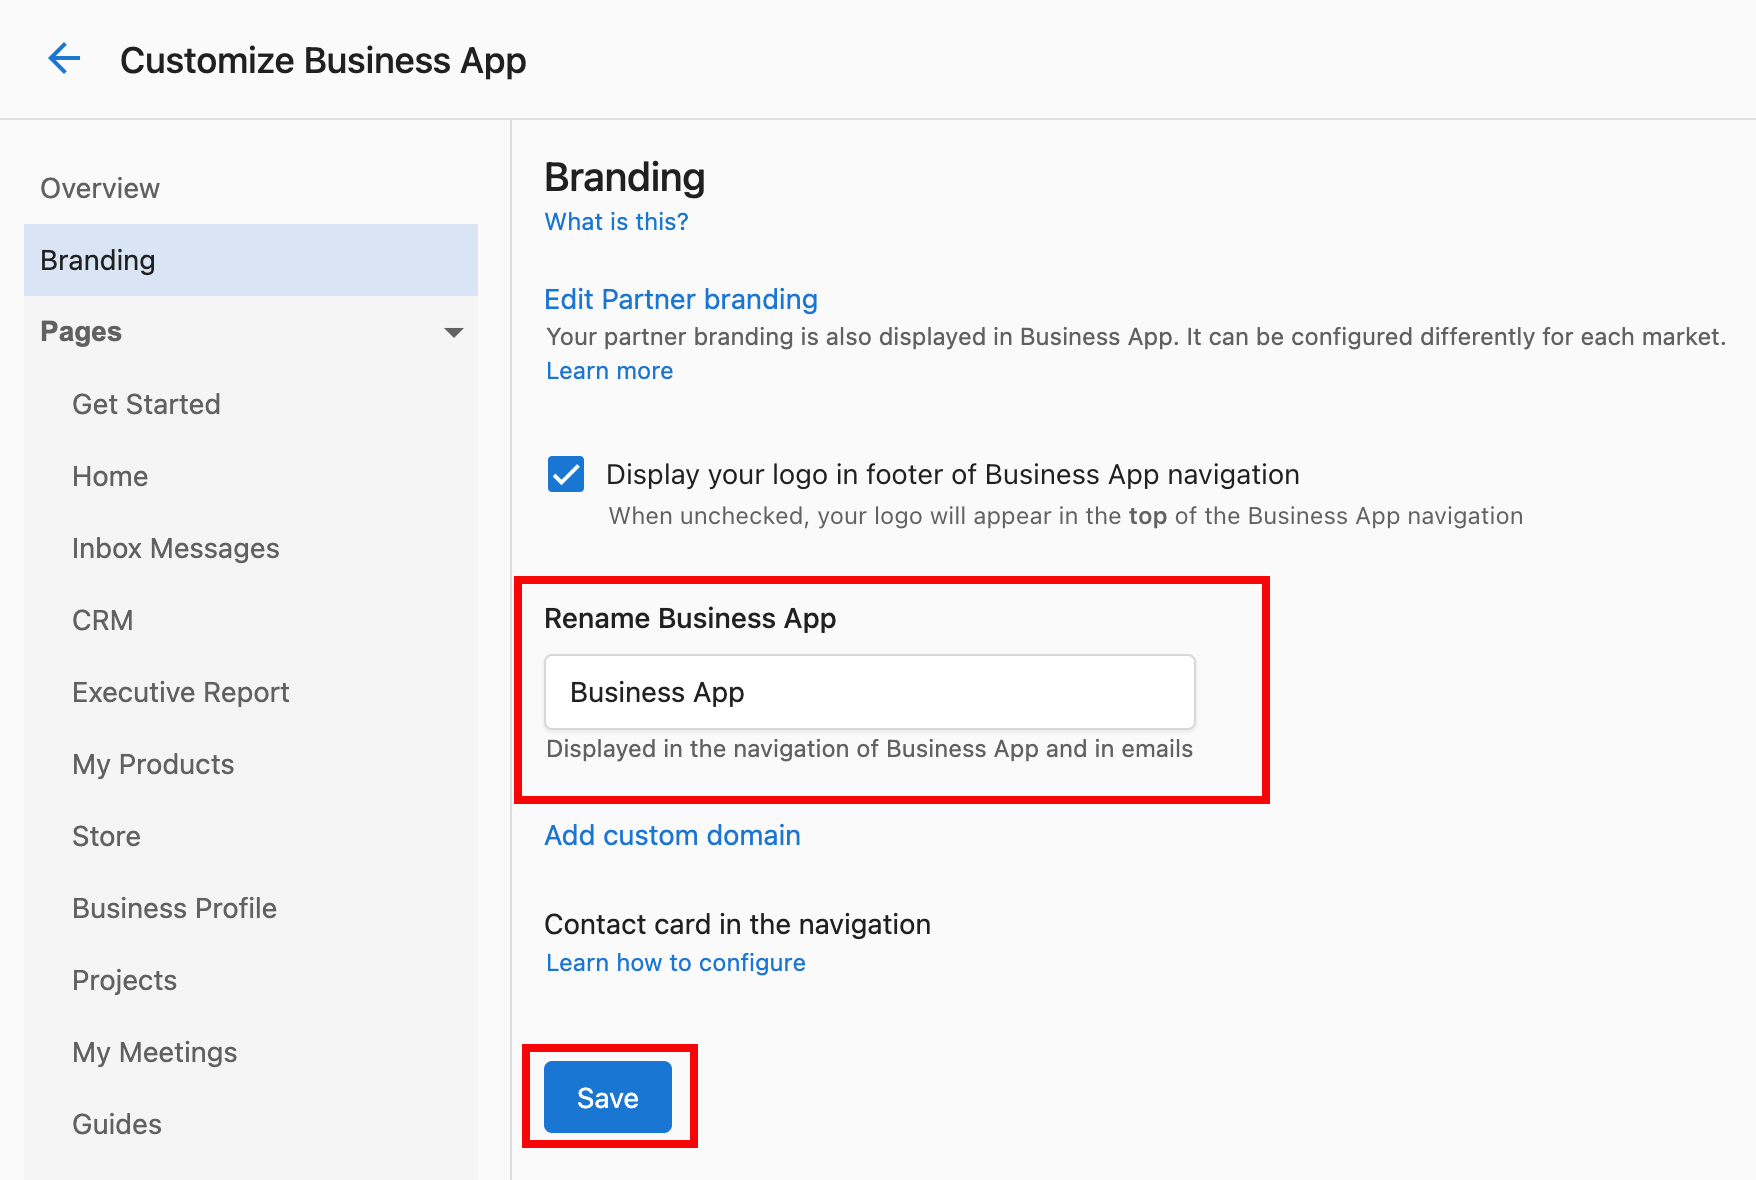 Customize Business App
Overview
Branding
Pages
Get Started
Home
Inbox Messages
CRM
Executive Report
My Products
Store
Business Profile
Projects
My Meetings
Guides
Branding
What is this?
Edit Partner branding
Your partner branding is also displayed in Business App. It can be configured differently for each market.
Learn more
Display your logo in footer of Business App navigation
When unchecked, your logo will appear in the top of the Business App navigation
Rename Business App
Business App
Displayed in the navigation of Business App and in emails
Add custom domain
Contact card in the navigation
Learn how to configure
Save